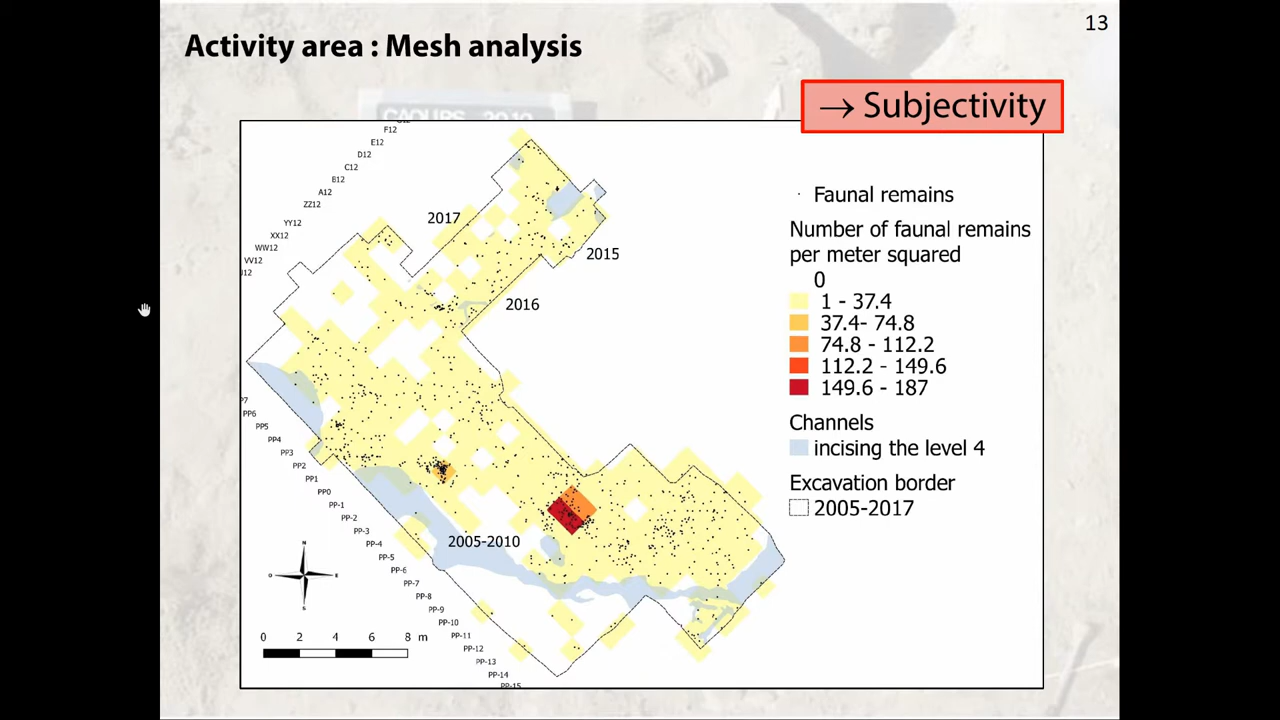 13
Activity area : Mesh analysis
→ Subjectivity
F12
E12
D12
C12
B12
A12
ZZ12
YY12
XX12
WW12
VV12
2017
2015
2016
Faunal remains
Number of faunal remains
per meter squared
0
1 - 37.4
37.4- 74.8
74.8 - 112.2
112.2 - 149.6
149.6 - 187
Channels
incising the level 4
Excavation border
2005-2017
PP6
PP5
PP4
PP3
PP2
PP1
PP0
PP-1
PP-2
PP-3
PP-4
PP-5
PP-6
PP-7
PP-8
PP-9
PP-10
PP-11
PP-12
PP-13
PP-14
PP-15
2005-2010
N
O
E
S
0 2 4 6 8 m